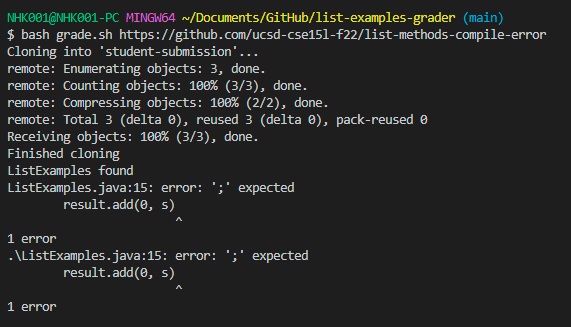 NHK001@NHK001-PC MINGW64 ~/Documents/GitHub/list-examples-grader (main)
$ bash grade.sh https://github.com/ucsd-cse15l-f22/list-methods-compile-error
Cloning into 'student-submission'...
remote: Enumerating objects: 3, done.
remote: Counting objects: 100% (3/3), done.
remote: Compressing objects: 100% (2/2), done.
remote: Total 3 (delta 0), reused 3 (delta 0), pack-reused 0
Receiving objects: 100% (3/3), done.
Finished cloning
ListExamples found
ListExamples.java:15: error: ';' expected
        result.add(0, s)
                        ^
1 error
.\ListExamples.java:15: error: ';' expected
        result.add(0, s)
                        ^
1 error